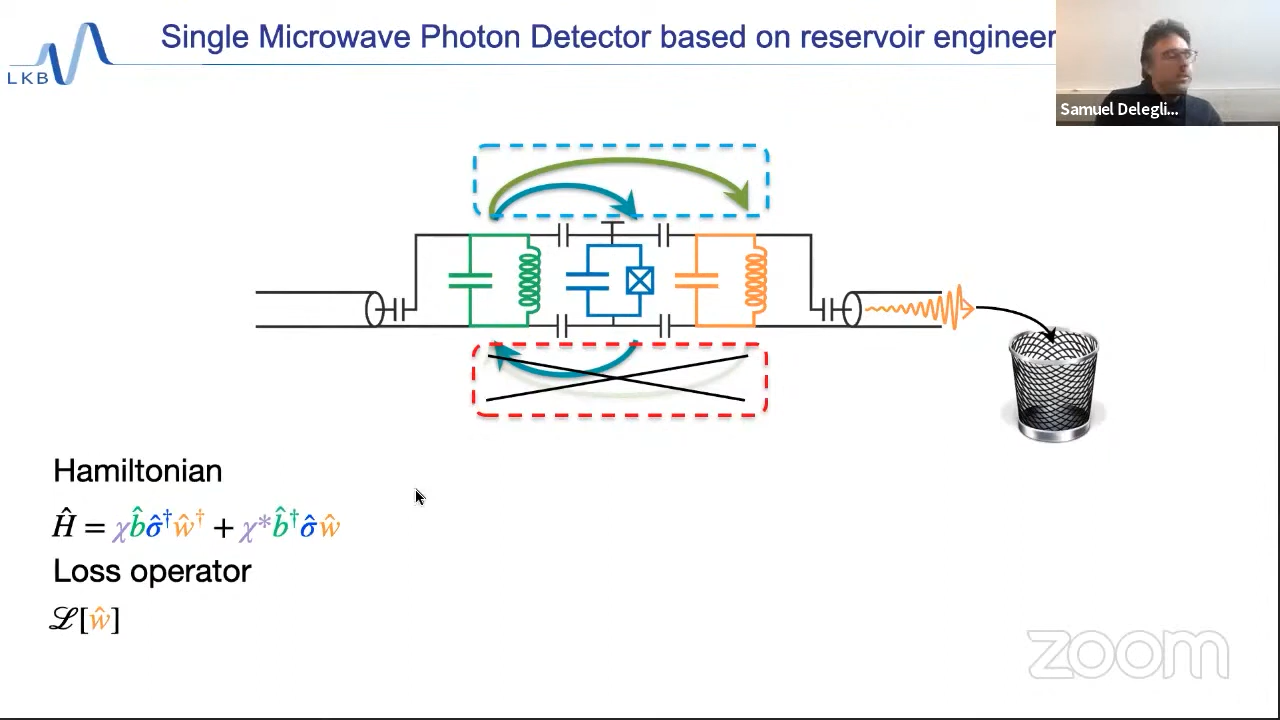 Single Microwave Photon Detector based on reservoir engineer
LKB
Samuel Delegli...
Hamiltonian
Ĥ = χb̂σ̂†ŵ† + χ*b̂†σ̂ŵ
Loss operator
ℒ[ŵ]
zoom